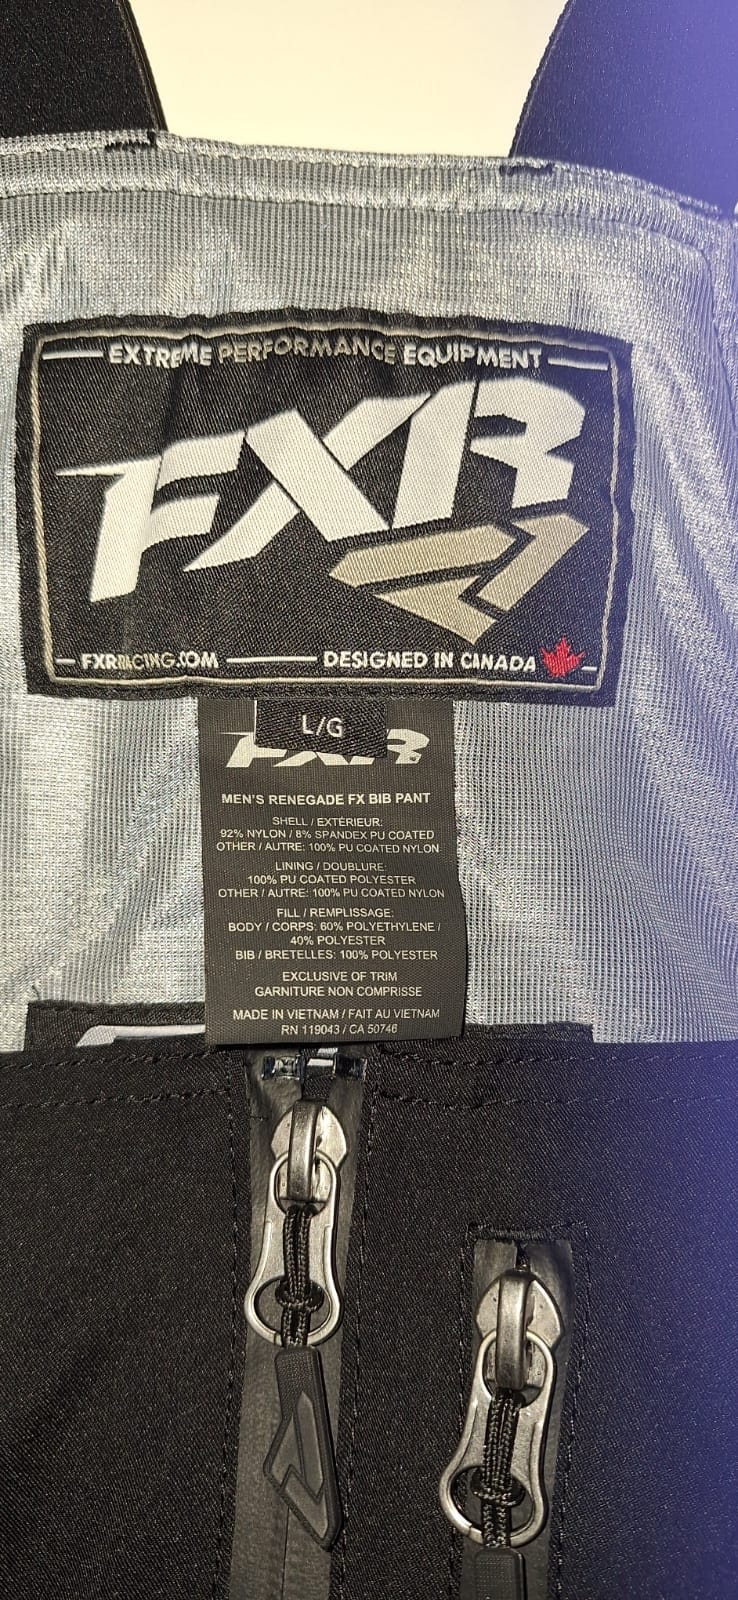 EXTREME PERFORMANCE EQUIPMENT
FXR
FXRRACING.COM
DESIGNED IN CANADA
L/G
FXR
MEN'S RENEGADE FX BIB PANT
SHELL / EXTÉRIEUR:
92% NYLON / 8% SPANDEX PU COATED
OTHER / AUTRE: 100% PU COATED NYLON
LINING / DOUBLURE:
100% PU COATED POLYESTER
OTHER / AUTRE: 100% PU COATED NYLON
FILL / REMPLISSAGE:
BODY / CORPS: 60% POLYETHYLENE /
40% POLYESTER
BIB / BRETELLES: 100% POLYESTER
EXCLUSIVE OF TRIM
GARNITURE NON COMPRISSE
MADE IN VIETNAM / FAIT AU VIETNAM
RN 119043 / CA 50746